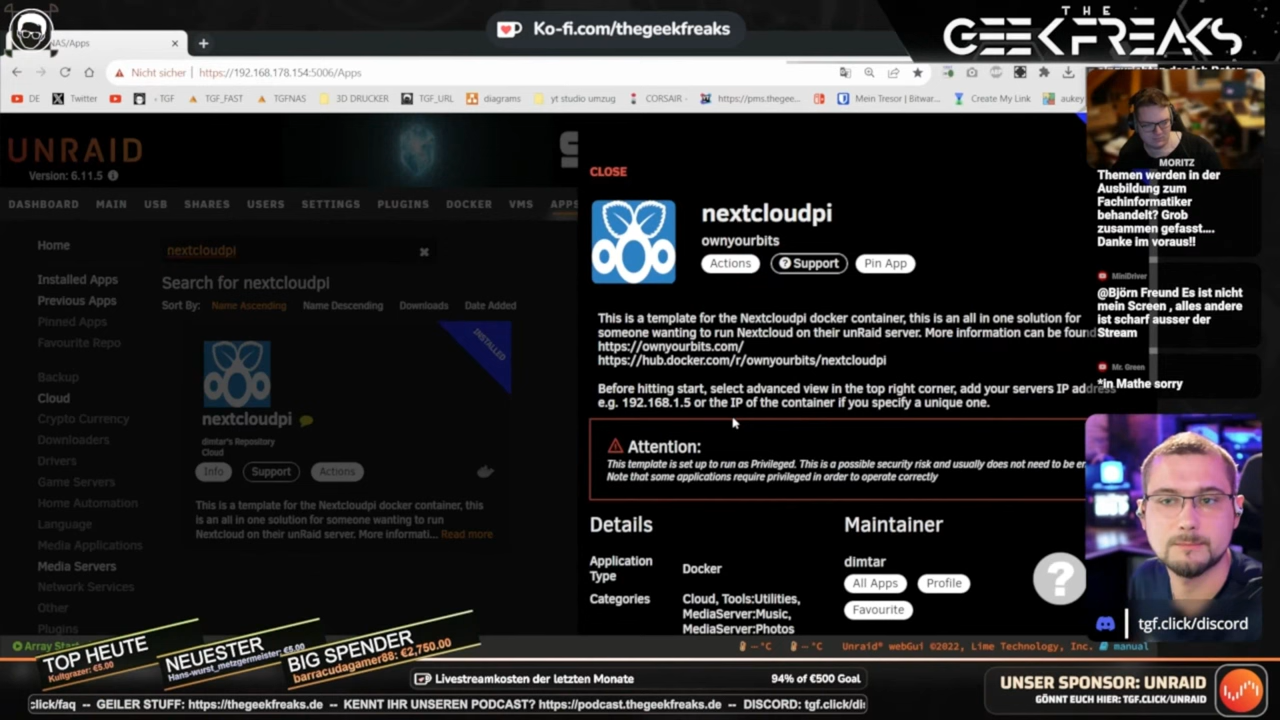 Ko-fi.com/thegeekfreaks
THE
GEEKFREAKS
NAS/Apps
Nicht sicher
https://192.168.178.154:5006/Apps
DE
Twitter
- TGF
TGF_FAST
TGFNAS
3D DRUCKER
TGF_URL
diagrams
yt studio umzug
CORSAIR -
https://pms.thegee...
Mein Tresor | Bitwar...
Create My Link
aukey
UNRAID
Version: 6.11.5
DASHBOARD MAIN USB SHARES USERS SETTINGS PLUGINS DOCKER VMS APPS
Home
Installed Apps
Previous Apps
Pinned Apps
Favourite Repo
Backup
Cloud
Crypto Currency
Downloaders
Drivers
Game Servers
Home Automation
Language
Media Applications
Media Servers
Network Services
Other
Plugins
nextcloudpi
Search for nextcloudpi
Sort By: Name Ascending Name Descending Downloads Date Added
INSTALLED
nextcloudpi
dimtar's Repository
Cloud
Info Support Actions
This is a template for the Nextcloudpi docker container, this
is an all in one solution for someone wanting to run
Nextcloud on their unRaid server. More informati... Read more
CLOSE
nextcloudpi
ownyourbits
Actions Support Pin App
This is a template for the Nextcloudpi docker container, this is an all in one solution for
someone wanting to run Nextcloud on their unRaid server. More information can be found
https://ownyourbits.com/
https://hub.docker.com/r/ownyourbits/nextcloudpi
Before hitting start, select advanced view in the top right corner, add your servers IP address
e.g. 192.168.1.5 or the IP of the container if you specify a unique one.
Attention:
This template is set up to run as Privileged. This is a possible security risk and usually does not need to be
Note that some applications require privileged in order to operate correctly
Details
Application
Type
Docker
Categories
Cloud, Tools:Utilities,
MediaServer:Music,
MediaServer:Photos
Maintainer
dimtar
All Apps Profile
Favourite
?
MORITZ
Themen werden in der
Ausbildung zum
Fachinformatiker
behandelt? Grob
zusammen gefasst....
Danke im voraus!!
MiniDriver
@Björn Freund Es ist nicht
mein Screen , alles andere
ist scharf ausser der
Stream
Mr. Green
*in Mathe sorry
tgf.click/discord
Array
-- °C -- °C Unraid® webGui ©2022, Lime Technology, Inc. manual
TOP HEUTE
Kultgrazer: €5.00
NEUESTER
Hans-wurst_metzgermeister: €5.00
BIG SPENDER
barracudagamer88: €2,750.00
Livestreamkosten der letzten Monate
94% of €500 Goal
UNSER SPONSOR: UNRAID
GÖNNT EUCH HIER: TGF.CLICK/UNRAID
click/faq -- GEILER STUFF: https://thegeekfreaks.de -- KENNT IHR UNSEREN PODCAST? https://podcast.thegeekfreaks.de -- DISCORD: tgf.click/di